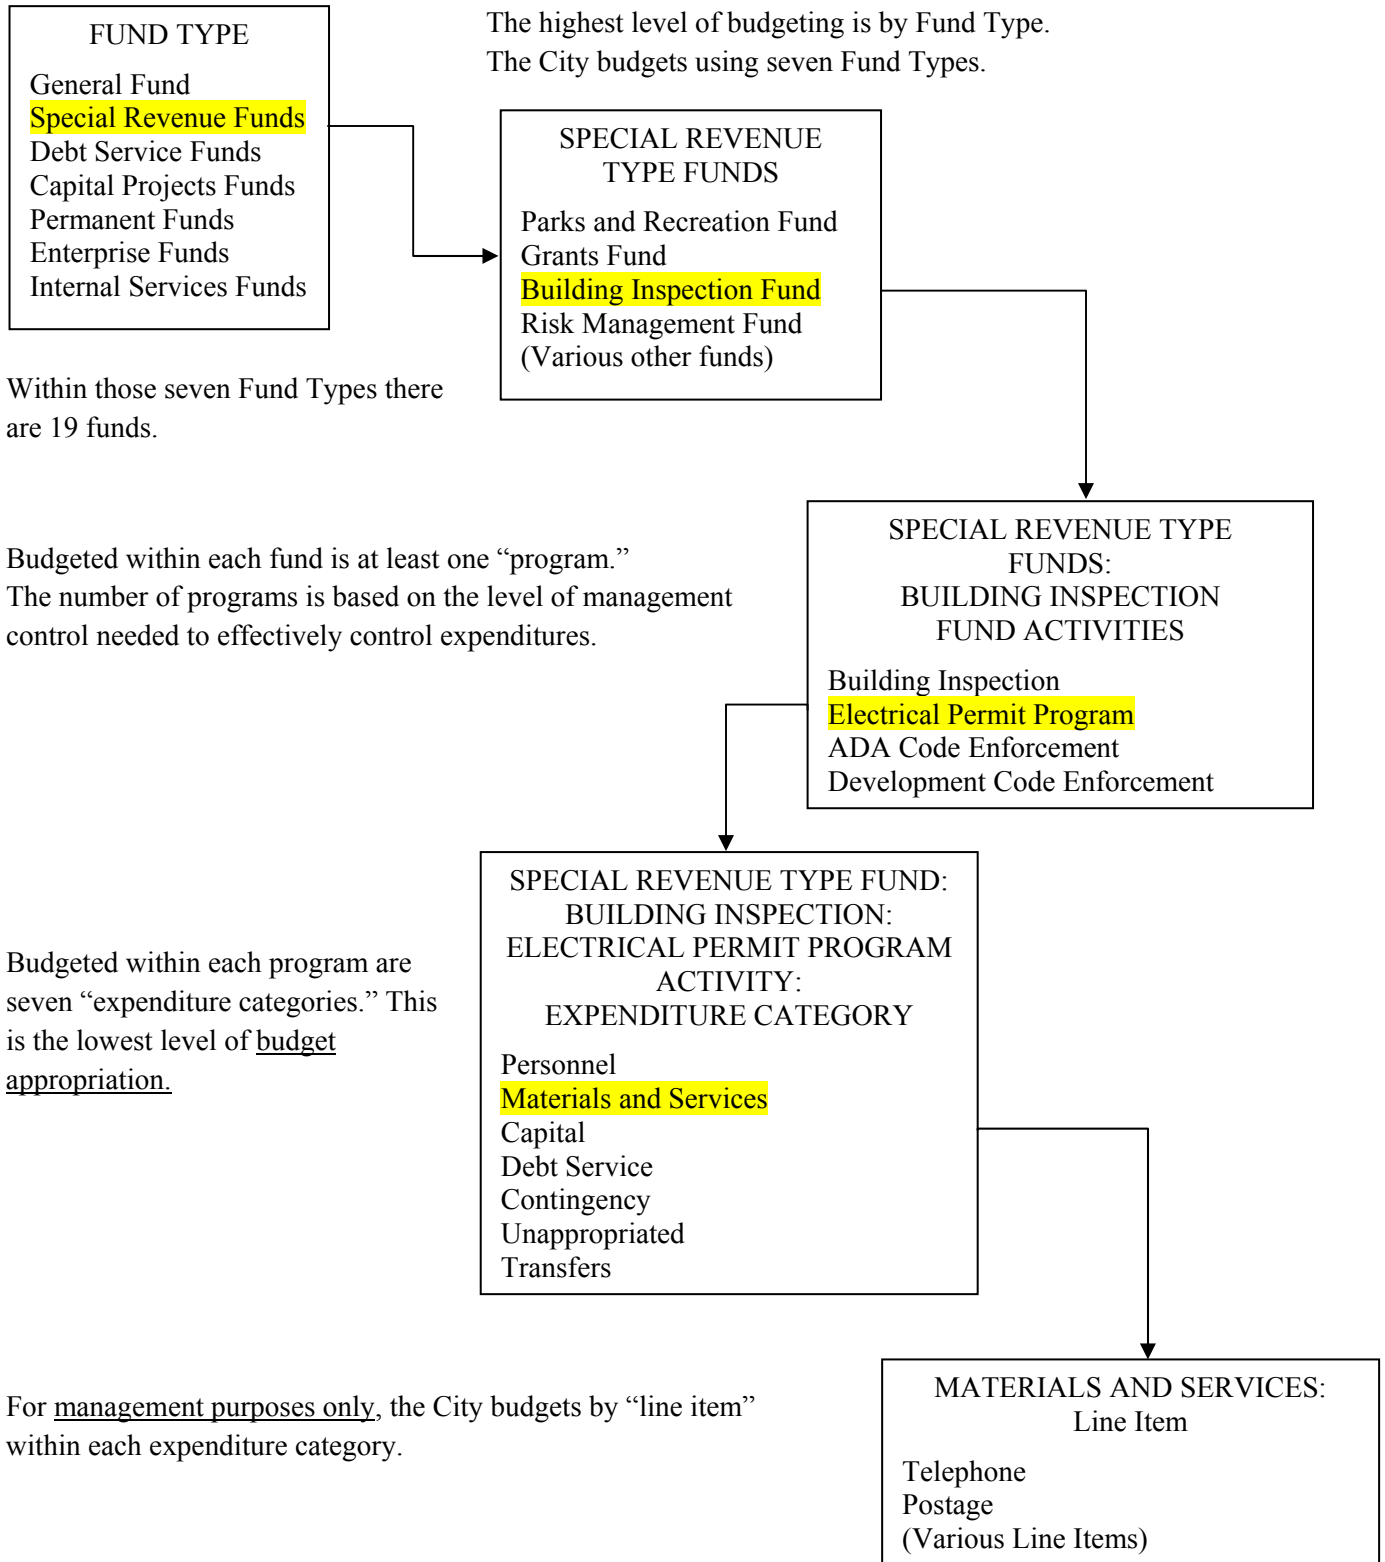 FUND TYPE
General Fund
Special Revenue Funds
Debt Service Funds
Capital Projects Funds
Permanent Funds
Enterprise Funds
Internal Services Funds
The highest level of budgeting is by Fund Type.
The City budgets using seven Fund Types.
SPECIAL REVENUE
TYPE FUNDS
Parks and Recreation Fund
Grants Fund
Building Inspection Fund
Risk Management Fund
(Various other funds)
Within those seven Fund Types there
are 19 funds.
Budgeted within each fund is at least one “program.”
The number of programs is based on the level of management
control needed to effectively control expenditures.
SPECIAL REVENUE TYPE
FUNDS:
BUILDING INSPECTION
FUND ACTIVITIES
Building Inspection
Electrical Permit Program
ADA Code Enforcement
Development Code Enforcement
Budgeted within each program are
seven “expenditure categories.” This
is the lowest level of budget
appropriation.
SPECIAL REVENUE TYPE FUND:
BUILDING INSPECTION:
ELECTRICAL PERMIT PROGRAM
ACTIVITY:
EXPENDITURE CATEGORY
Personnel
Materials and Services
Capital
Debt Service
Contingency
Unappropriated
Transfers
For management purposes only, the City budgets by “line item”
within each expenditure category.
MATERIALS AND SERVICES:
Line Item
Telephone
Postage
(Various Line Items)